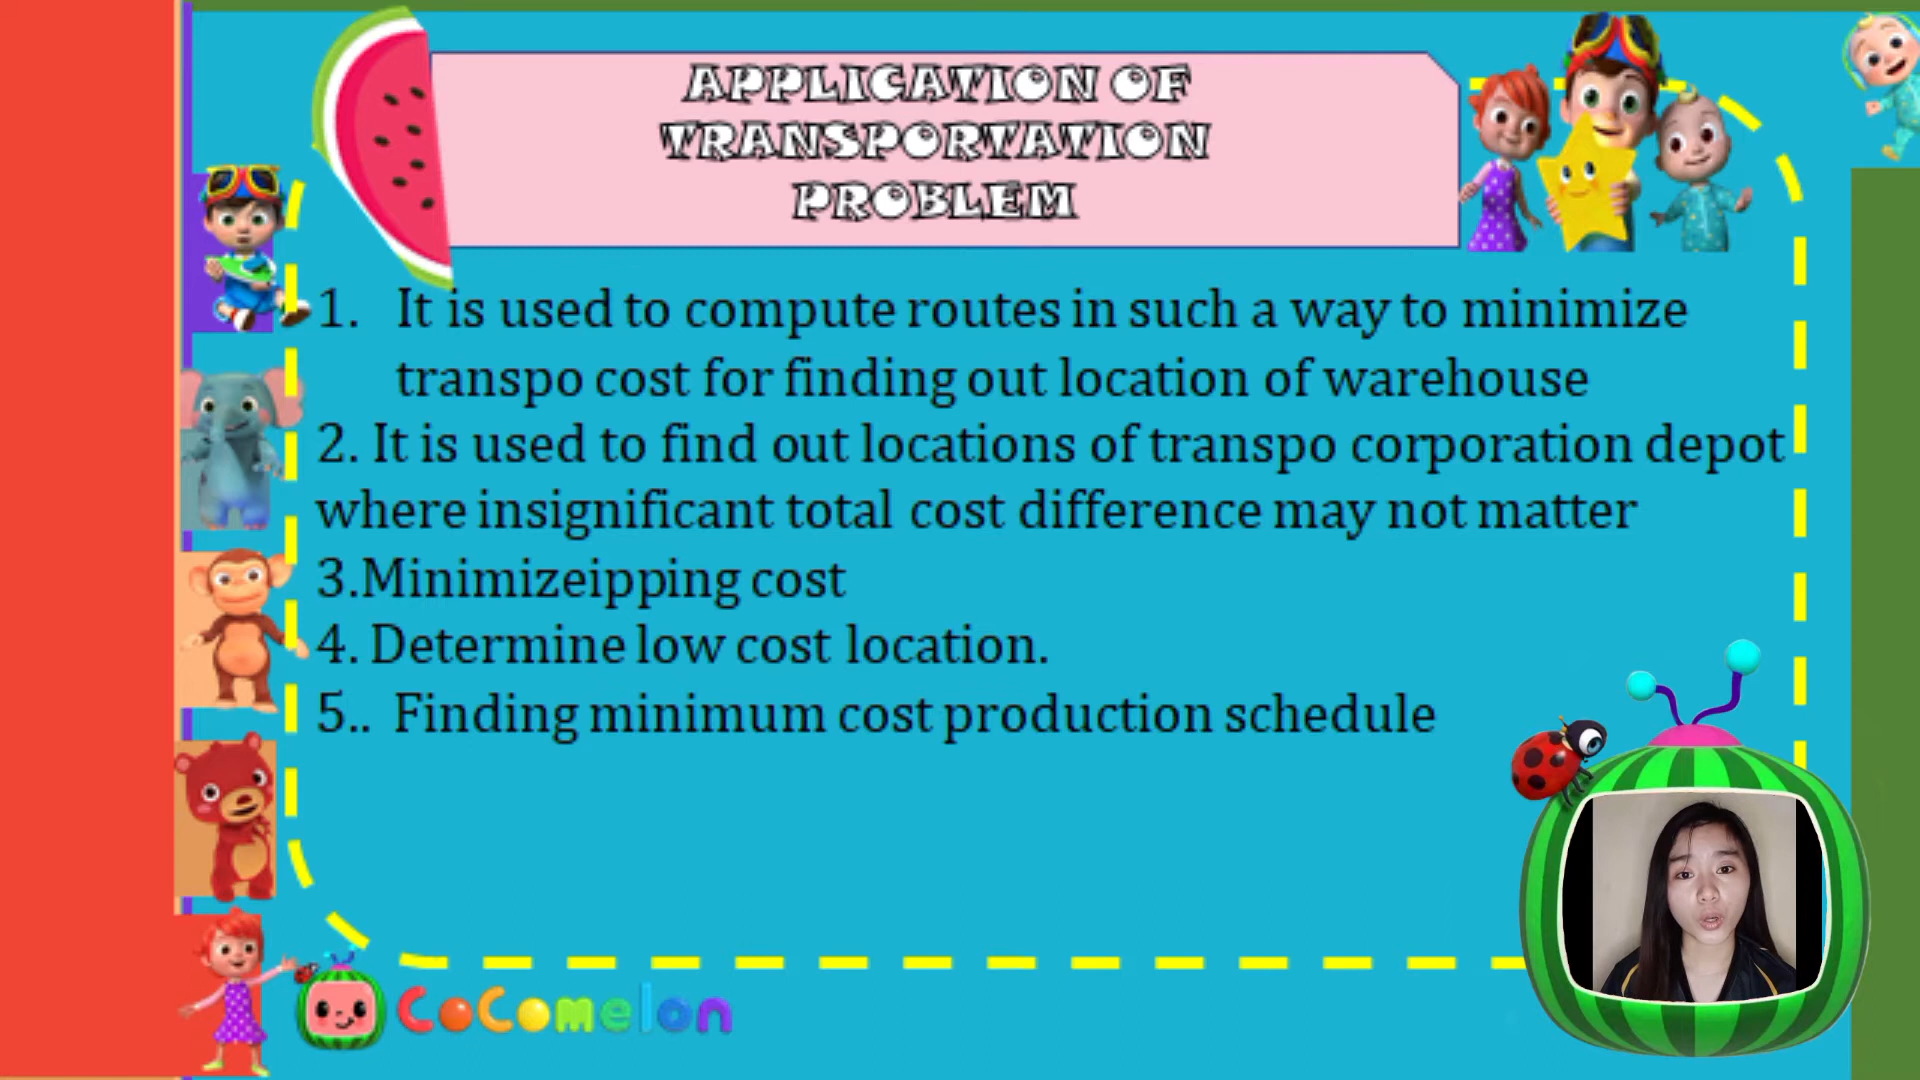 APPLICATION OF
TRANSPORTATION
PROBLEM
1. It is used to compute routes in such a way to minimize
transpo cost for finding out location of warehouse
2. It is used to find out locations of transpo corporation depot
where insignificant total cost difference may not matter
3.Minimizeipping cost
4. Determine low cost location.
5.. Finding minimum cost production schedule
CoComelon